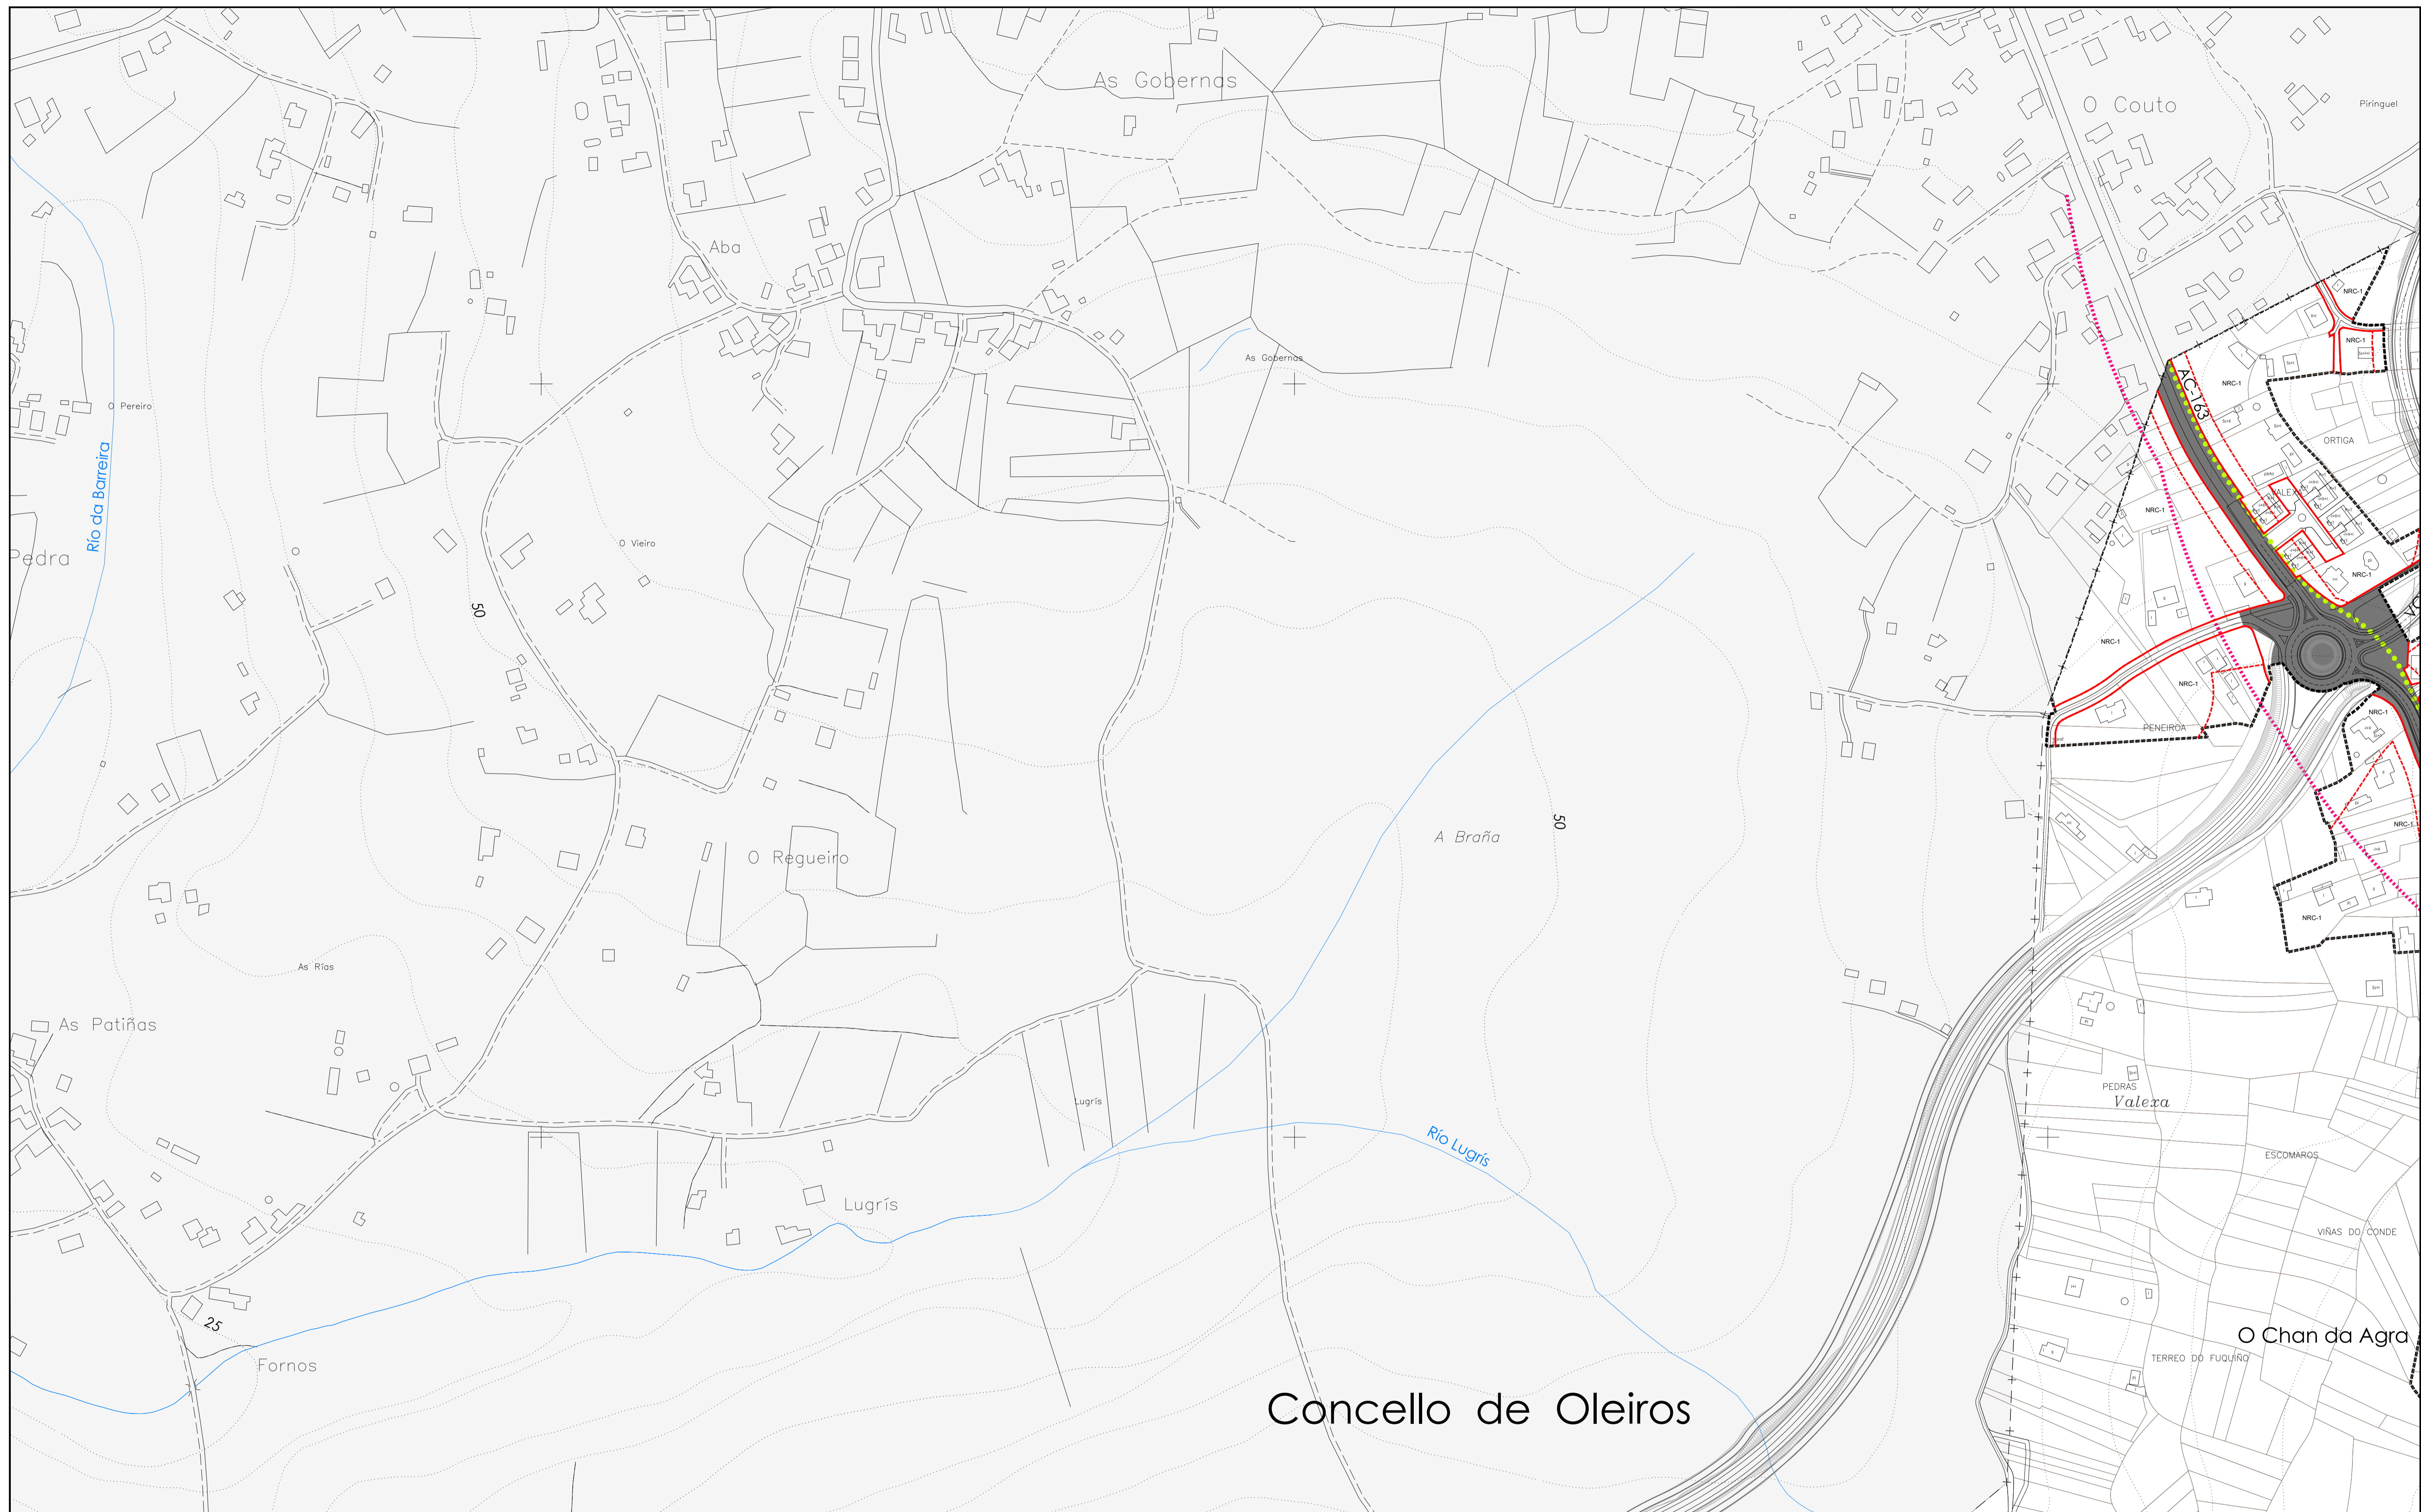 As Gobernas
O Couto
Piringuel
Aba
NRC-1
NRC-1
As Gobernas
NRC-1
AC-163
O Pereiro
ORTIGA
Río da Barreira
VALEXA
NRC-1
O Vieiro
Pedra
NRC-1
50
NRC-1
NRC-1
NRC-1
PENEIROA
50
A Braña
NRC-1
O Regueiro
NRC-1
As Rías
As Patiñas
PEDRAS
Valexa
Lugrís
Río Lugrís
ESCOMAROS
Lugrís
VIÑAS DO CONDE
25
O Chan da Agra
Fornos
TERREO DO FUQUIÑO
Concello de Oleiros